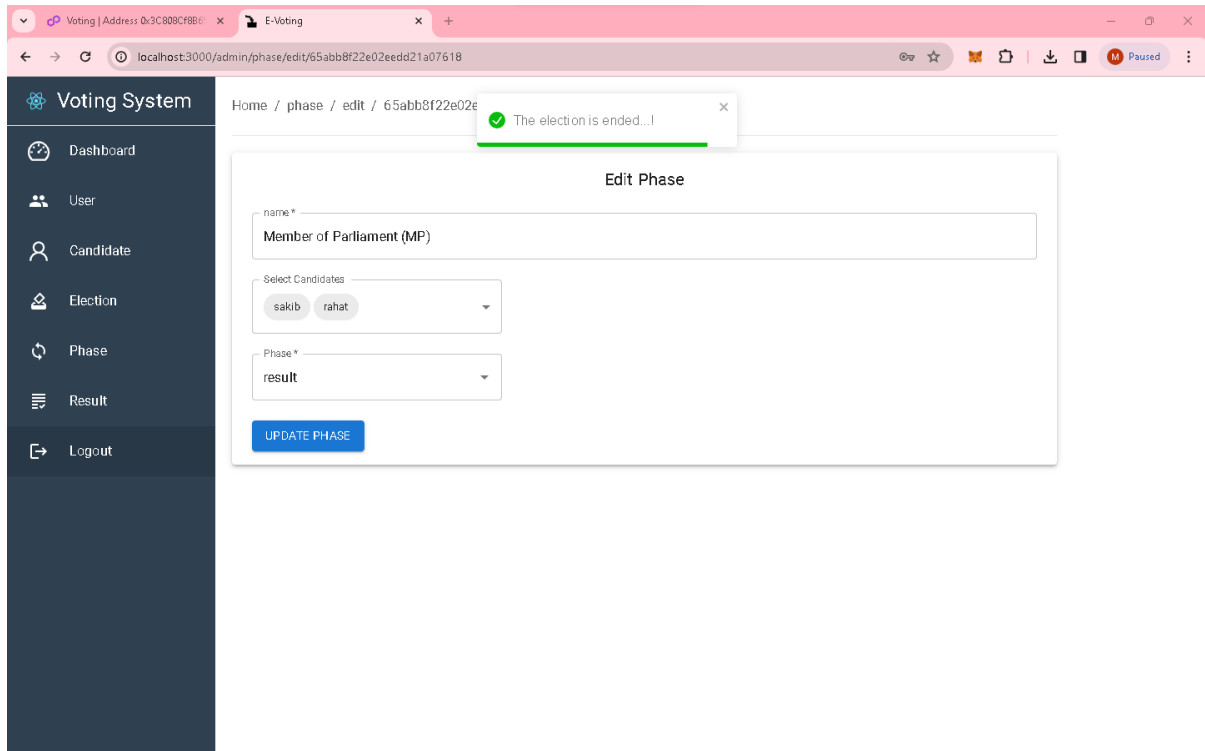 Voting | Address 0x3C808Cf8B6
E-Voting
localhost:3000/admin/phase/edit/65abb8f22e02eedd21a07618
M Paused
Voting System
Home / phase / edit / 65abb8f22e02e
The election is ended...!
Dashboard
User
Candidate
Election
Phase
Result
Logout
Edit Phase
name *
Member of Parliament (MP)
Select Candidates
sakib rahat
Phase *
result
UPDATE PHASE